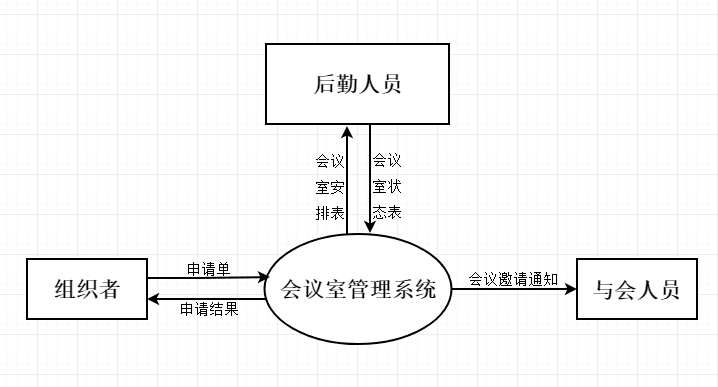 后勤人员
会议
室安
排表
会议
室状
态表
组织者
申请单
申请结果
会议室管理系统
会议邀请通知
与会人员